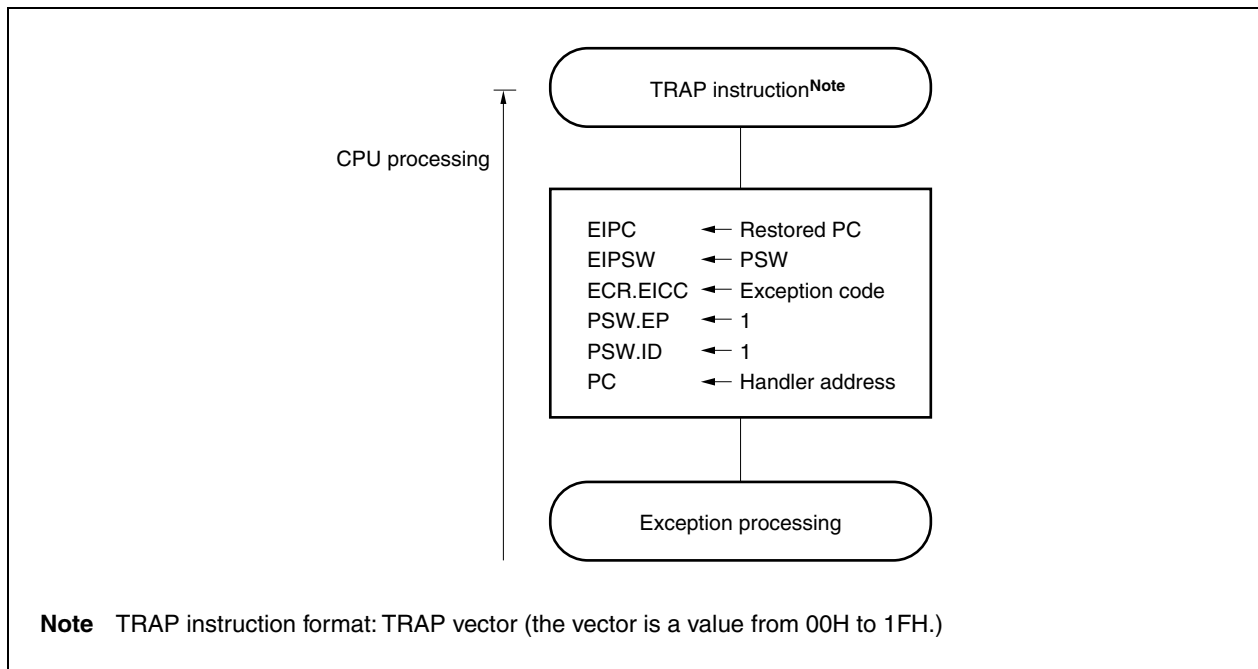 TRAP instructionNote
CPU processing
EIPC ← Restored PC
EIPSW ← PSW
ECR.EICC ← Exception code
PSW.EP ← 1
PSW.ID ← 1
PC ← Handler address
Exception processing
Note TRAP instruction format: TRAP vector (the vector is a value from 00H to 1FH.)